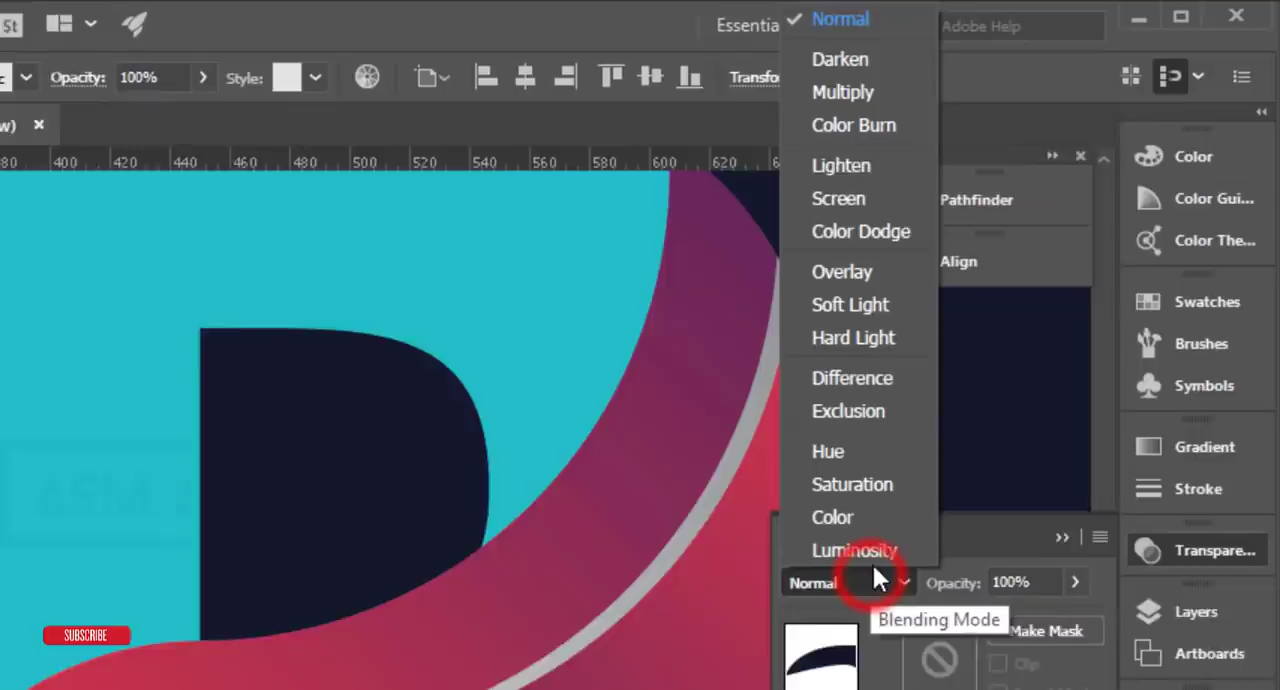 St
Essentia
Adobe Help
Opacity: 100%
Style:
Transfo
w)
400 420 440 460 480 500 520 540 560 580 600 620
Normal
Darken
Multiply
Color Burn
Lighten
Screen
Color Dodge
Overlay
Soft Light
Hard Light
Difference
Exclusion
Hue
Saturation
Color
Luminosity
Normal
Opacity: 100%
Blending Mode
Make Mask
Clip
Pathfinder
Align
Color
Color Gui...
Color The...
Swatches
Brushes
Symbols
Gradient
Stroke
Transpare...
Layers
Artboards
SUBSCRIBE